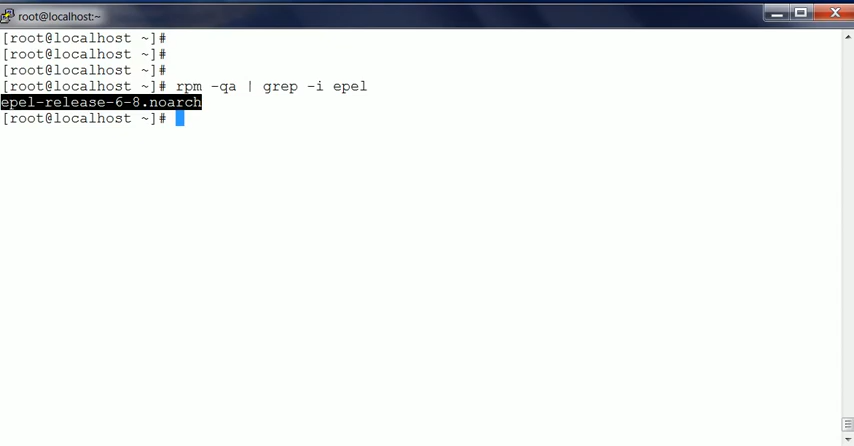 root@localhost:~
[root@localhost ~]#
[root@localhost ~]#
[root@localhost ~]#
[root@localhost ~]# rpm -qa | grep -i epel
epel-release-6-8.noarch
[root@localhost ~]#